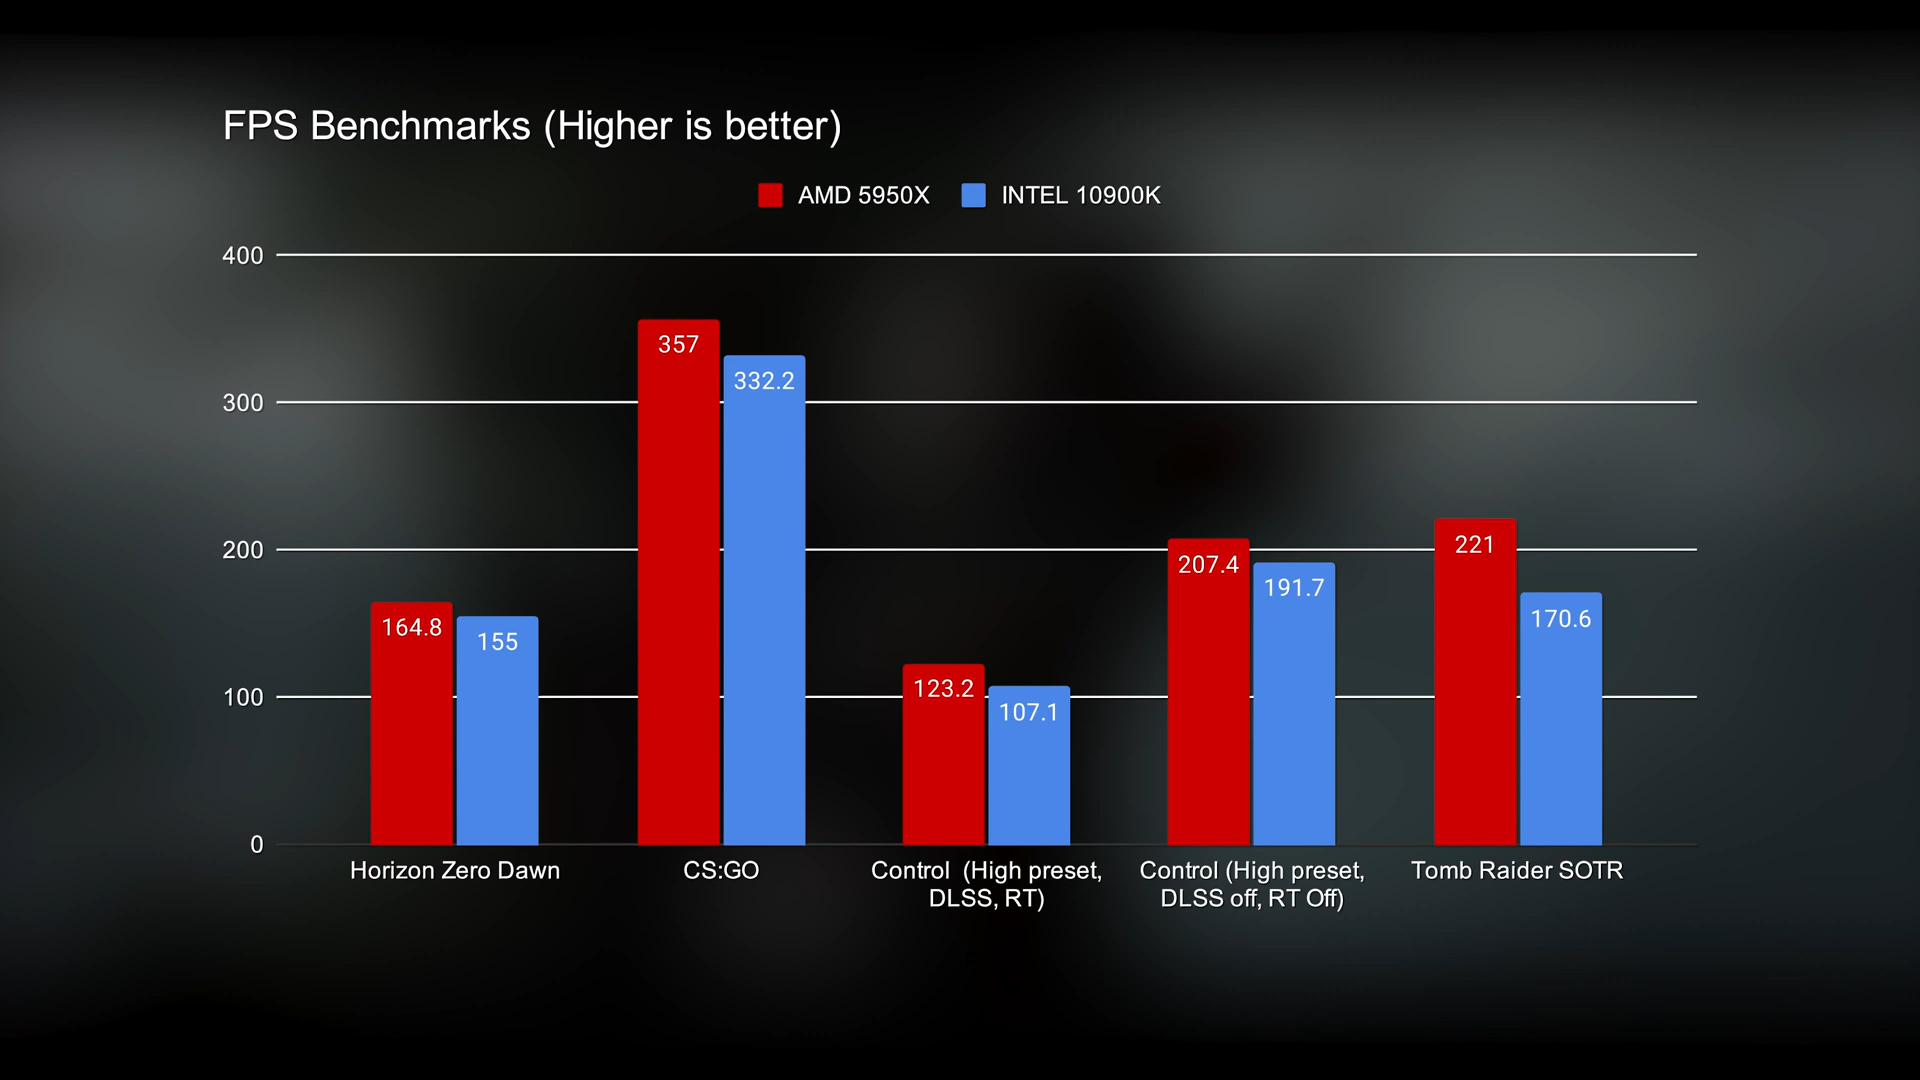 FPS Benchmarks (Higher is better)
AMD 5950X INTEL 10900K
400
300
200
100
0
357
332.2
164.8
155
123.2
107.1
207.4
191.7
221
170.6
Horizon Zero Dawn
CS:GO
Control (High preset,
DLSS, RT)
Control (High preset,
DLSS off, RT Off)
Tomb Raider SOTR